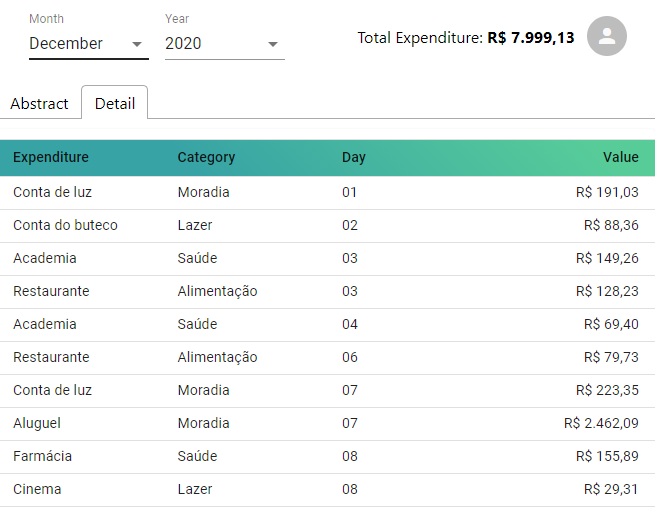 Month Year
December 2020 Total Expenditure: R$ 7.999,13
Abstract Detail
Expenditure Category Day Value
Conta de luz Moradia 01 R$ 191,03
Conta do buteco Lazer 02 R$ 88,36
Academia Saúde 03 R$ 149,26
Restaurante Alimentação 03 R$ 128,23
Academia Saúde 04 R$ 69,40
Restaurante Alimentação 06 R$ 79,73
Conta de luz Moradia 07 R$ 223,35
Aluguel Moradia 07 R$ 2.462,09
Farmácia Saúde 08 R$ 155,89
Cinema Lazer 08 R$ 29,31